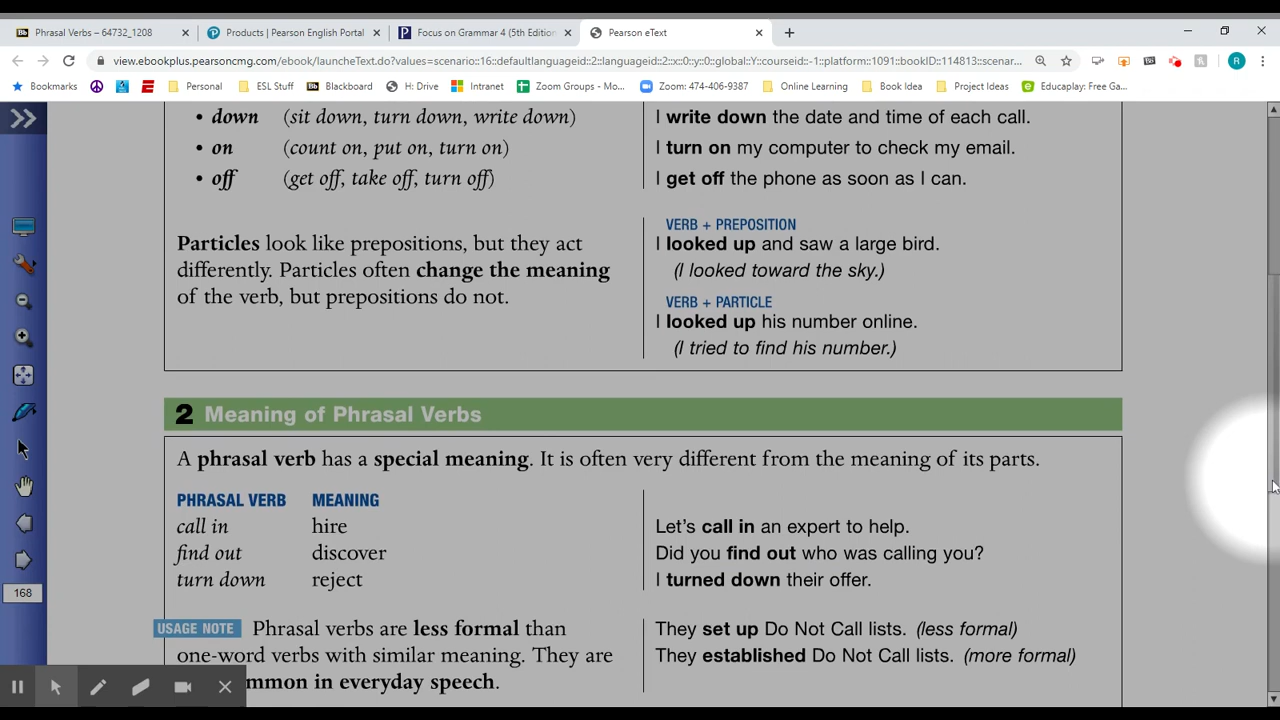 Phrasal Verbs – 64732_1208
Products | Pearson English Portal
Focus on Grammar 4 (5th Edition
Pearson eText
view.ebookplus.pearsoncmg.com/ebook/launcheText.do?values=scenario::16::defaultlanguageid::2::languageid::2::x::0::y::0::global::Y::courseid::-1::platform::1091::bookID::114813::scenar...
R
Bookmarks
Personal
ESL Stuff
Bb Blackboard
H: Drive
Intranet
Zoom Groups - Mo...
Zoom: 474-406-9387
Online Learning
Book Idea
Project Ideas
Educaplay: Free Ga...
• down (sit down, turn down, write down) I write down the date and time of each call.
• on (count on, put on, turn on) I turn on my computer to check my email.
• off (get off, take off, turn off) I get off the phone as soon as I can.
Particles look like prepositions, but they act
differently. Particles often change the meaning
of the verb, but prepositions do not.
VERB + PREPOSITION
I looked up and saw a large bird.
(I looked toward the sky.)
VERB + PARTICLE
I looked up his number online.
(I tried to find his number.)
2 Meaning of Phrasal Verbs
A phrasal verb has a special meaning. It is often very different from the meaning of its parts.
PHRASAL VERB MEANING
call in hire Let's call in an expert to help.
find out discover Did you find out who was calling you?
turn down reject I turned down their offer.
USAGE NOTE Phrasal verbs are less formal than
one-word verbs with similar meaning. They are
mmon in everyday speech.
They set up Do Not Call lists. (less formal)
They established Do Not Call lists. (more formal)
168